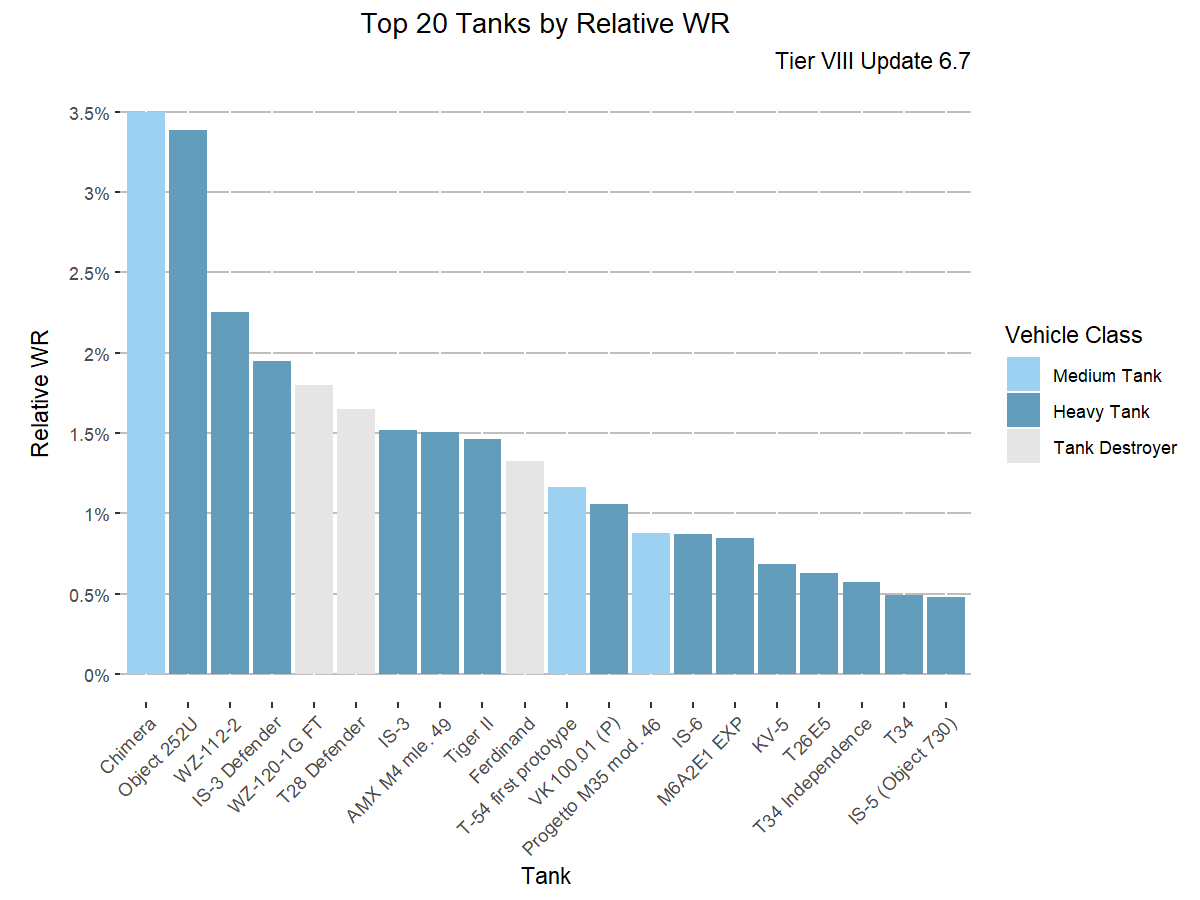 Top 20 Tanks by Relative WR
Tier VIII Update 6.7
3.5%
3%
2.5%
2%
1.5%
1%
0.5%
0%
Relative WR
Chimera
Object 252U
WZ-112-2
IS-3 Defender
WZ-120-1G FT
T28 Defender
IS-3
AMX M4 mle. 49
Tiger II
Ferdinand
T-54 first prototype
VK 100.01 (P)
Progetto M35 mod. 46
IS-6
M6A2E1 EXP
KV-5
T26E5
T34 Independence
T34
IS-5 (Object 730)
Tank
Vehicle Class
Medium Tank
Heavy Tank
Tank Destroyer